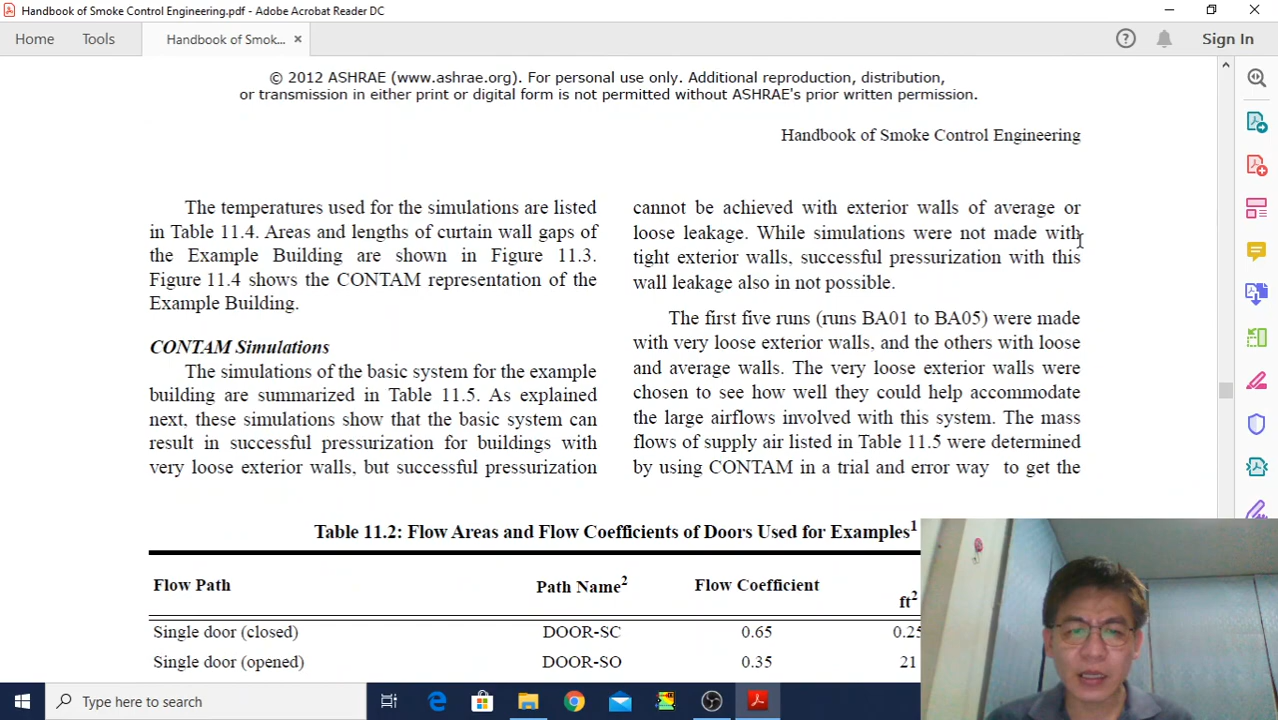 Handbook of Smoke Control Engineering.pdf - Adobe Acrobat Reader DC
Home
Tools
Handbook of Smok...
Sign In
© 2012 ASHRAE (www.ashrae.org). For personal use only. Additional reproduction, distribution,
or transmission in either print or digital form is not permitted without ASHRAE's prior written permission.
Handbook of Smoke Control Engineering
The temperatures used for the simulations are listed
in Table 11.4. Areas and lengths of curtain wall gaps of
the Example Building are shown in Figure 11.3.
Figure 11.4 shows the CONTAM representation of the
Example Building.
CONTAM Simulations
The simulations of the basic system for the example
building are summarized in Table 11.5. As explained
next, these simulations show that the basic system can
result in successful pressurization for buildings with
very loose exterior walls, but successful pressurization
cannot be achieved with exterior walls of average or
loose leakage. While simulations were not made with
tight exterior walls, successful pressurization with this
wall leakage also in not possible.
The first five runs (runs BA01 to BA05) were made
with very loose exterior walls, and the others with loose
and average walls. The very loose exterior walls were
chosen to see how well they could help accommodate
the large airflows involved with this system. The mass
flows of supply air listed in Table 11.5 were determined
by using CONTAM in a trial and error way to get the
Table 11.2: Flow Areas and Flow Coefficients of Doors Used for Examples1
Flow Path
Path Name2
Flow Coefficient
ft2
Single door (closed)
DOOR-SC
0.65
0.25
Single door (opened)
DOOR-SO
0.35
21
Type here to search